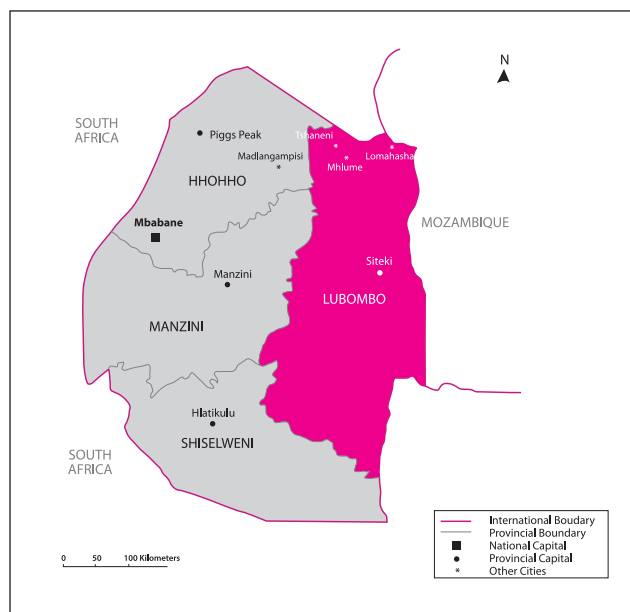 N
SOUTH
AFRICA
Piggs Peak
Tshaneni
Lomahasha
Madlangampisi
Mhlume
HHOHHO
Mbabane
MOZAMBIQUE
Siteki
Manzini
LUBOMBO
MANZINI
Hlatikulu
SHISELWENI
SOUTH
AFRICA
International Boudary
Provincial Boundary
National Capital
Provincial Capital
Other Cities
0 50 100 Kilometers